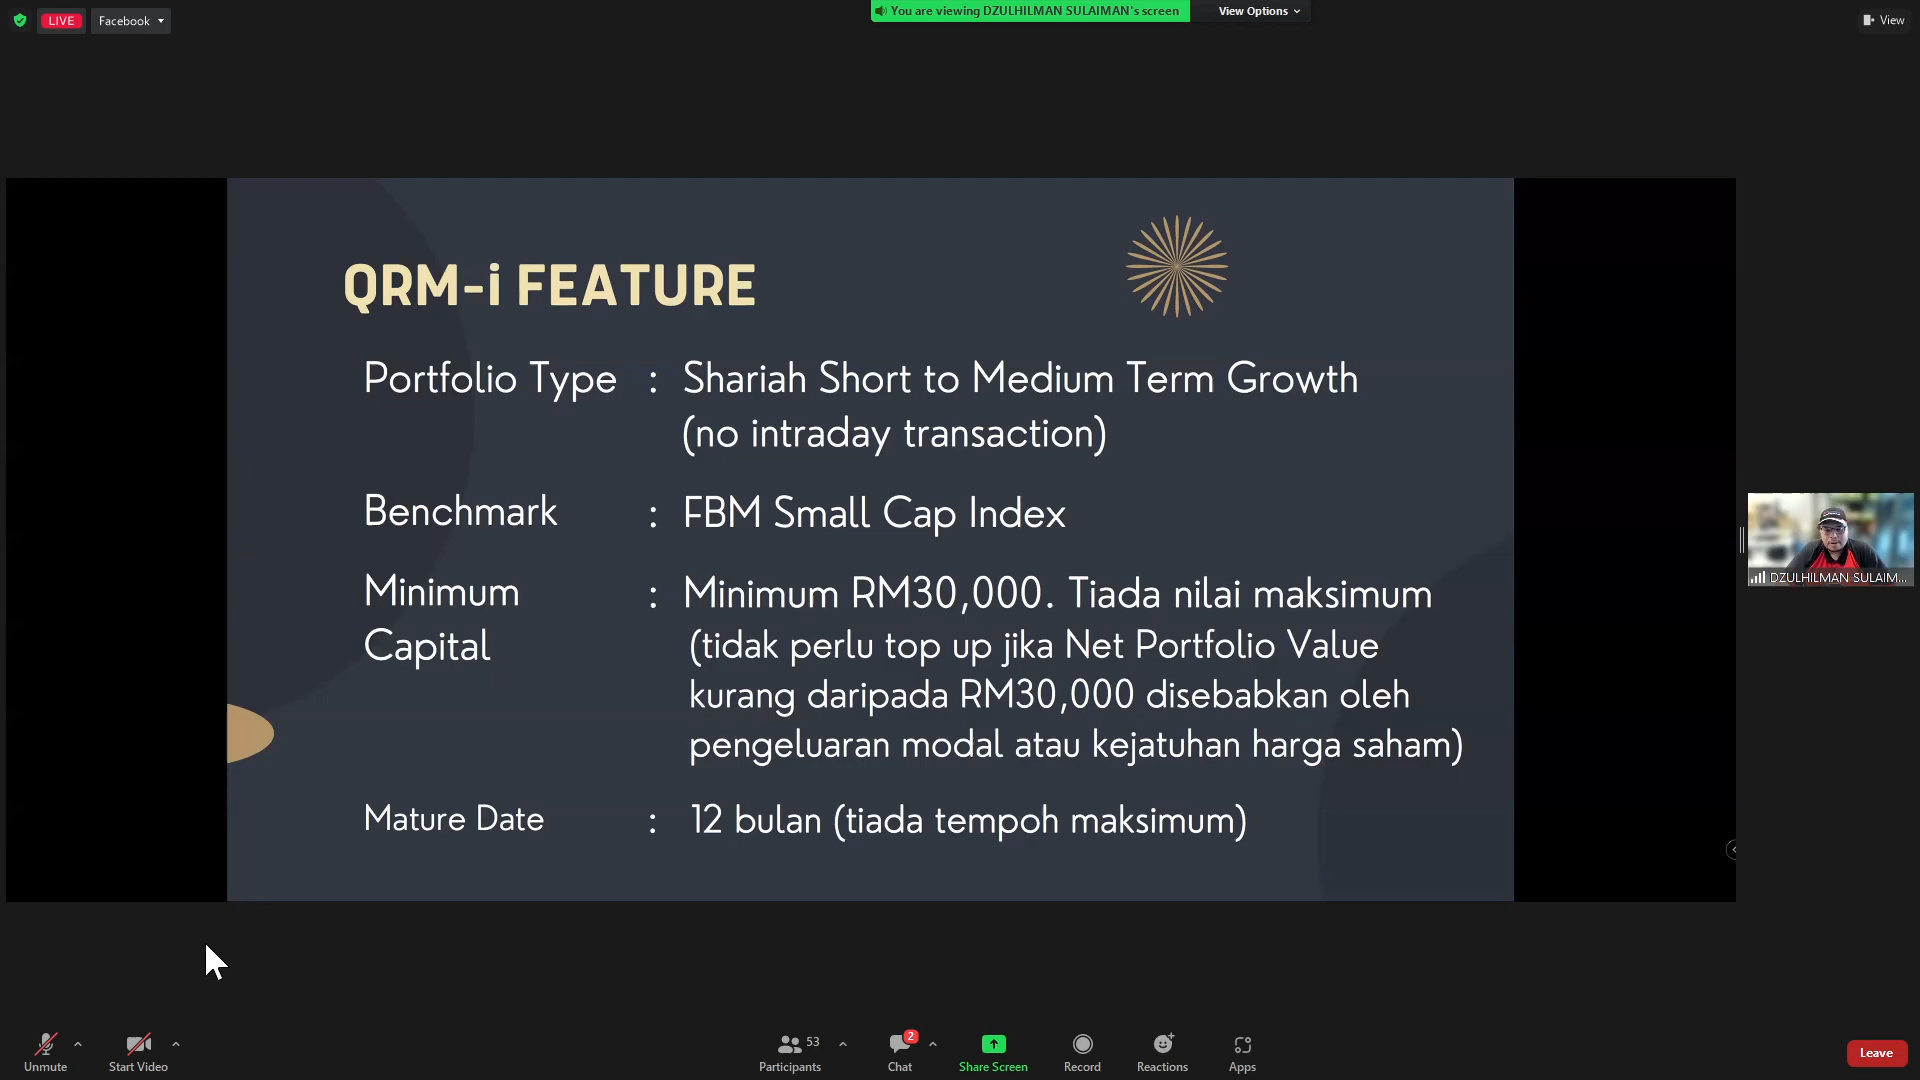 LIVE
Facebook
You are viewing DZULHILMAN SULAIMAN's screen
View Options
View
QRM-i FEATURE
Portfolio Type : Shariah Short to Medium Term Growth
(no intraday transaction)
Benchmark : FBM Small Cap Index
Minimum : Minimum RM30,000. Tiada nilai maksimum
Capital (tidak perlu top up jika Net Portfolio Value
kurang daripada RM30,000 disebabkan oleh
pengeluaran modal atau kejatuhan harga saham)
Mature Date : 12 bulan (tiada tempoh maksimum)
DZULHILMAN SULAIM...
Unmute
Start Video
53
Participants
2
Chat
Share Screen
Record
Reactions
Apps
Leave